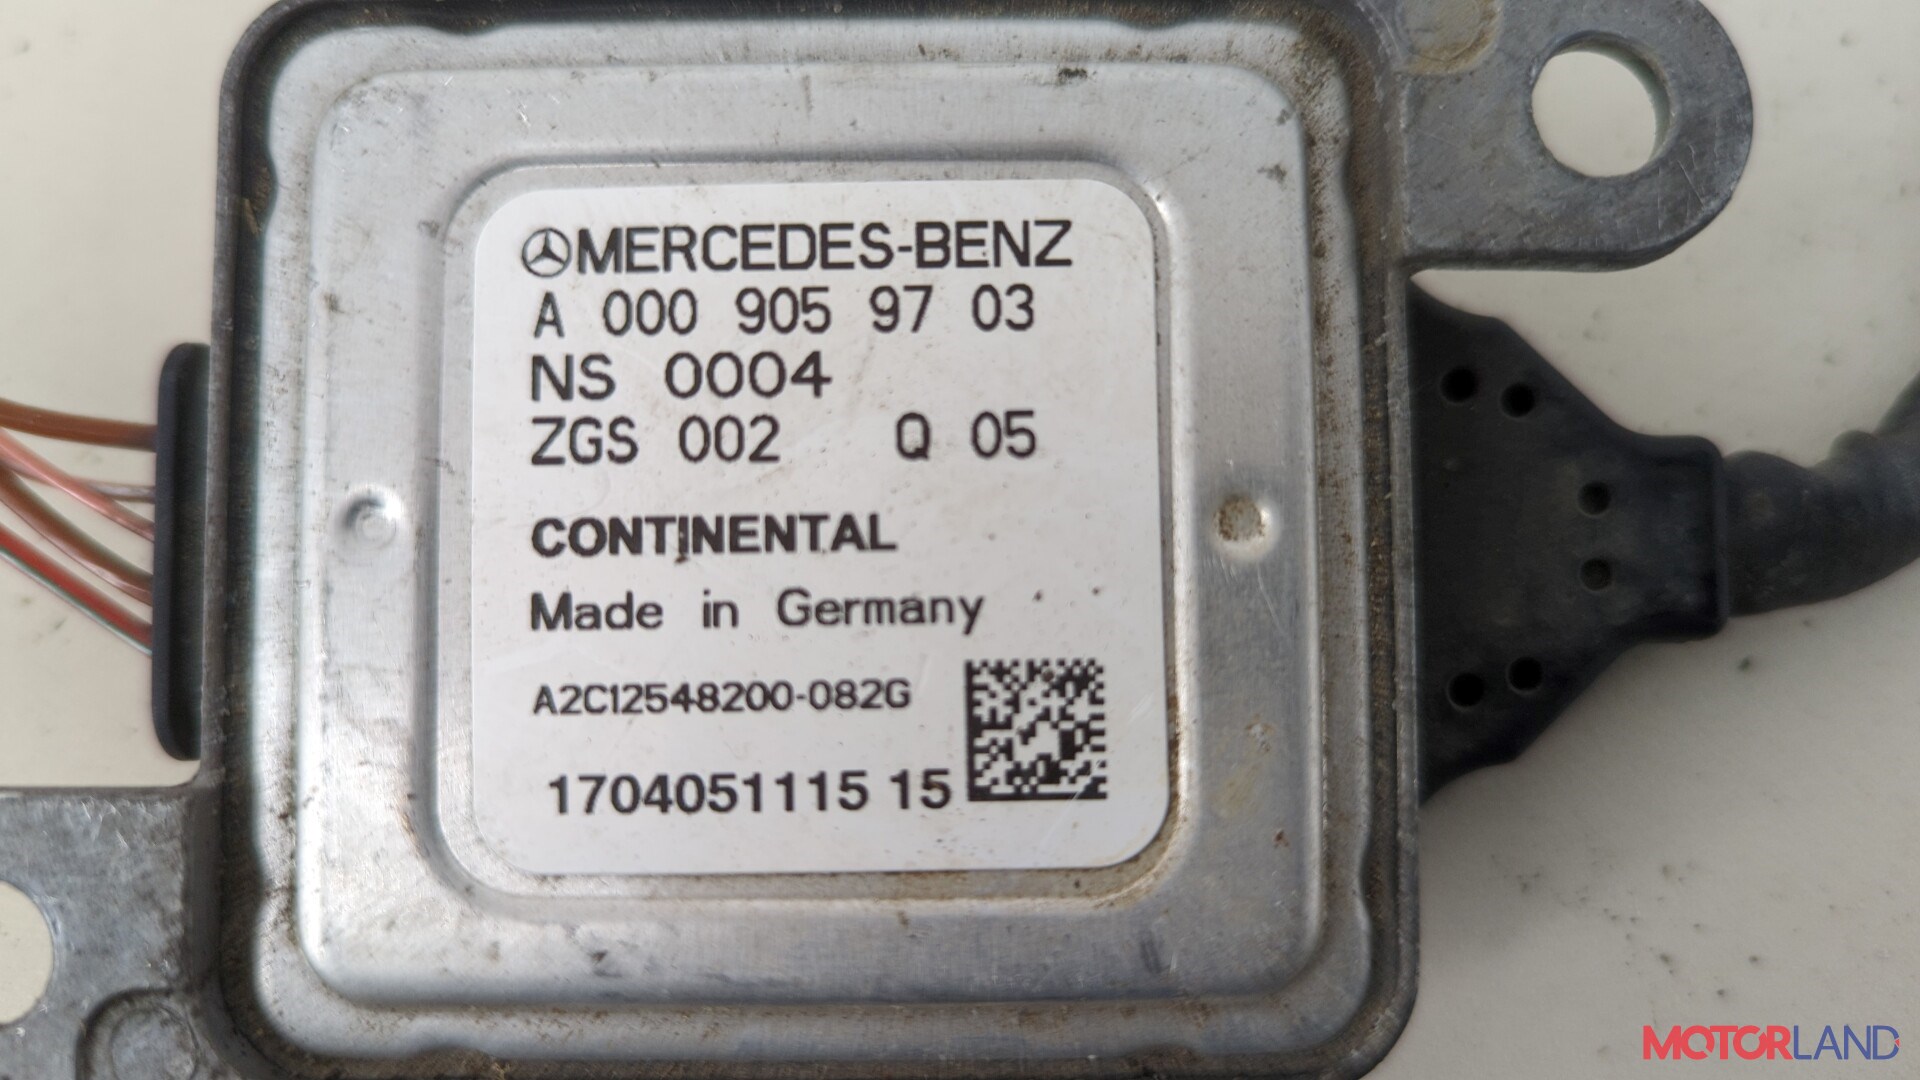 MERCEDES-BENZ
A 000 905 97 03
NS 0004
ZGS 002 Q 05
CONTINENTAL
Made in Germany
A2C12548200-082G
1704051115 15
MOTORLAND